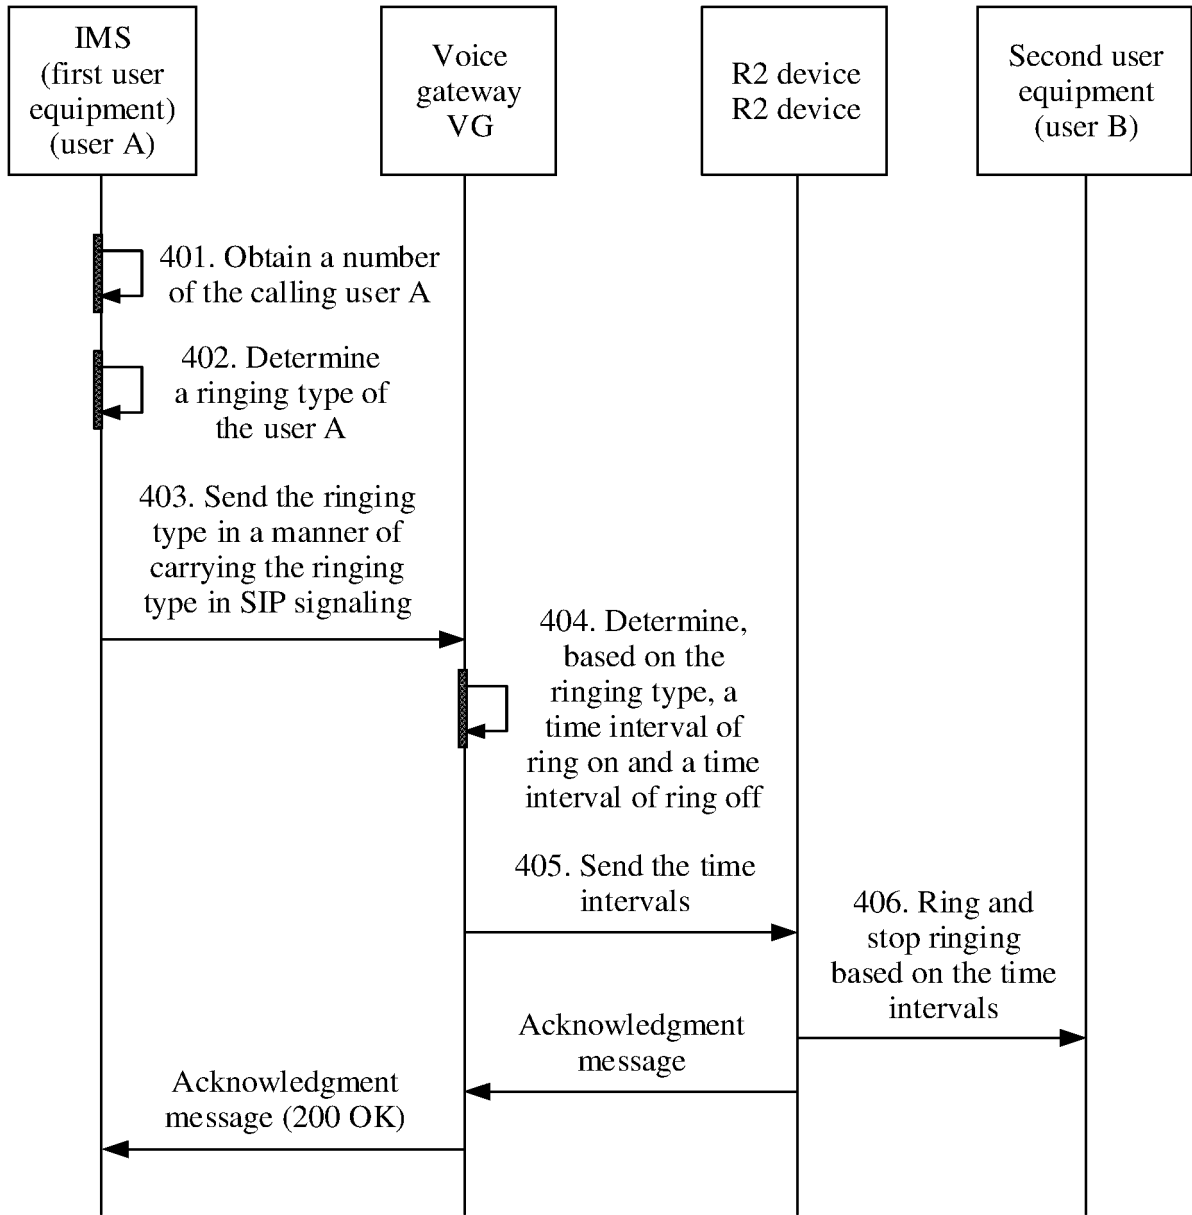 IMS
(first user
equipment)
(user A)
Voice
gateway
VG
R2 device
R2 device
Second user
equipment
(user B)
401. Obtain a number
of the calling user A
402. Determine
a ringing type of
the user A
403. Send the ringing
type in a manner of
carrying the ringing
type in SIP signaling
404. Determine,
based on the
ringing type, a
time interval of
ring on and a time
interval of ring off
405. Send the time
intervals
406. Ring and
stop ringing
based on the time
intervals
Acknowledgment
message
Acknowledgment
message (200 OK)